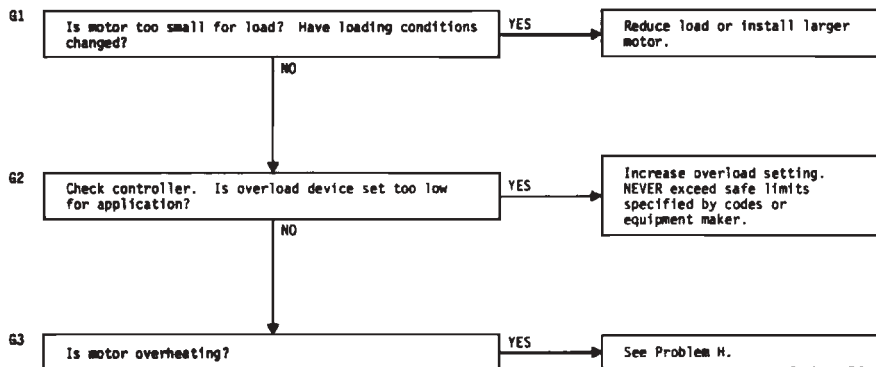 G1
Is motor too small for load? Have loading conditions
changed?
YES
Reduce load or install larger
motor.
NO
G2
Check controller. Is overload device set too low
for application?
YES
Increase overload setting.
NEVER exceed safe limits
specified by codes or
equipment maker.
NO
G3
Is motor overheating?
YES
See Problem H.